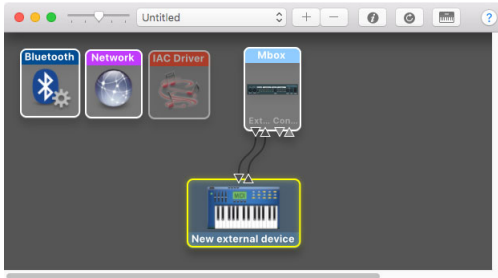 Untitled
Bluetooth
Network
IAC Driver
Mbox
Ext... Con...
New external device